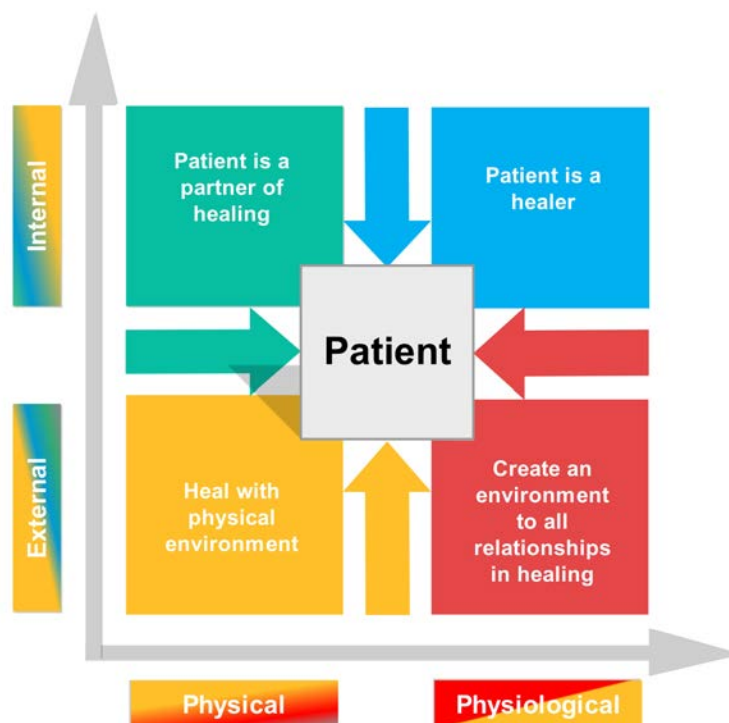 Internal
Patient is a
partner of
healing
Patient is a
healer
Patient
External
Heal with
physical
environment
Create an
environment
to all
relationships
in healing
Physical
Physiological